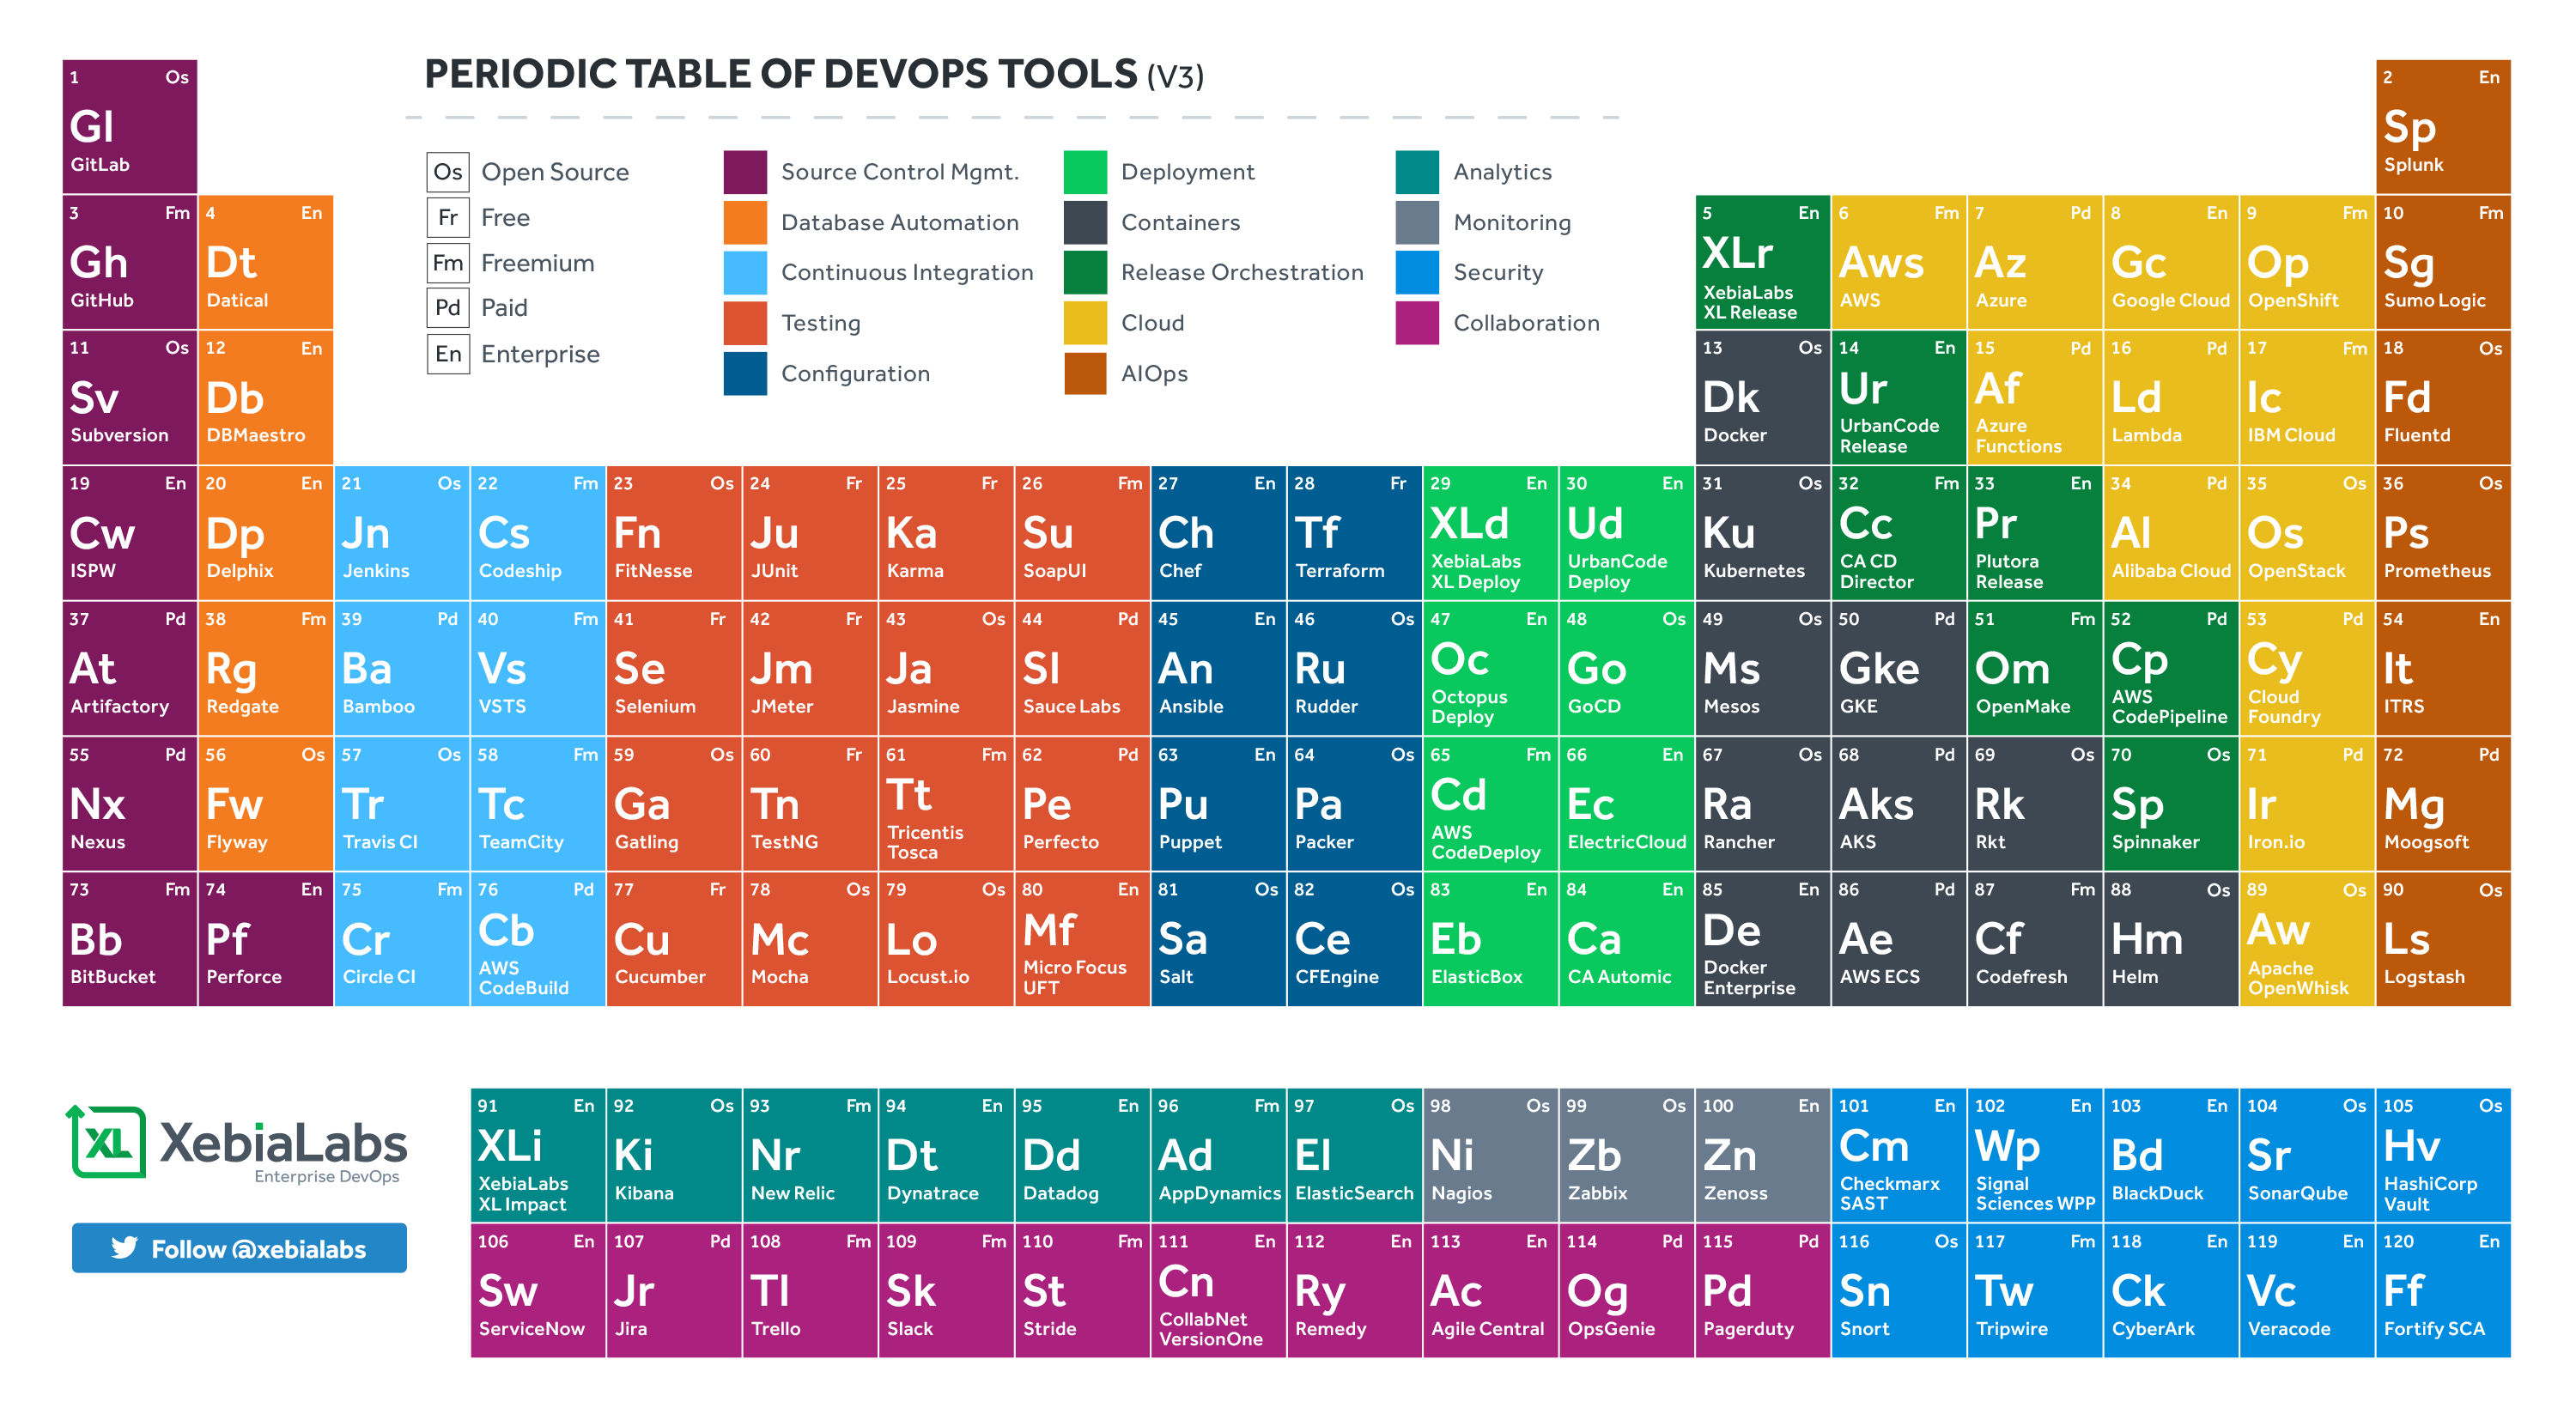 PERIODIC TABLE OF DEVOPS TOOLS (V3)
Os Open Source
Fr Free
Fm Freemium
Pd Paid
En Enterprise
Source Control Mgmt.
Database Automation
Continuous Integration
Testing
Configuration
Deployment
Containers
Release Orchestration
Cloud
AIOps
Analytics
Monitoring
Security
Collaboration
1 Os
Gl
GitLab
2 En
Sp
Splunk
3 Fm
Gh
GitHub
4 En
Dt
Datical
5 En
XLr
XebiaLabs
XL Release
6 Fm
Aws
AWS
7 Pd
Az
Azure
8 En
Gc
Google Cloud
9 Fm
Op
OpenShift
10 Fm
Sg
Sumo Logic
11 Os
Sv
Subversion
12 En
Db
DBMaestro
13 Os
Dk
Docker
14 En
Ur
UrbanCode
Release
15 Pd
Af
Azure
Functions
16 Pd
Ld
Lambda
17 Fm
Ic
IBM Cloud
18 Os
Fd
Fluentd
19 En
Cw
ISPW
20 En
Dp
Delphix
21 Os
Jn
Jenkins
22 Fm
Cs
Codeship
23 Os
Fn
FitNesse
24 Fr
Ju
JUnit
25 Fr
Ka
Karma
26 Fm
Su
SoapUI
27 En
Ch
Chef
28 Fr
Tf
Terraform
29 En
XLd
XebiaLabs
XL Deploy
30 En
Ud
UrbanCode
Deploy
31 Os
Ku
Kubernetes
32 Fm
Cc
CA CD
Director
33 En
Pr
Plutora
Release
34 Pd
Al
Alibaba Cloud
35 Os
Os
OpenStack
36 Os
Ps
Prometheus
37 Pd
At
Artifactory
38 Fm
Rg
Redgate
39 Pd
Ba
Bamboo
40 Fm
Vs
VSTS
41 Fr
Se
Selenium
42 Fr
Jm
JMeter
43 Os
Ja
Jasmine
44 Pd
Sl
Sauce Labs
45 En
An
Ansible
46 Os
Ru
Rudder
47 En
Oc
Octopus
Deploy
48 Os
Go
GoCD
49 Os
Ms
Mesos
50 Pd
Gke
GKE
51 Fm
Om
OpenMake
52 Pd
Cp
AWS
CodePipeline
53 Pd
Cy
Cloud
Foundry
54 En
It
ITRS
55 Pd
Nx
Nexus
56 Os
Fw
Flyway
57 Os
Tr
Travis CI
58 Fm
Tc
TeamCity
59 Os
Ga
Gatling
60 Fr
Tn
TestNG
61 Fm
Tt
Tricentis
Tosca
62 Pd
Pe
Perfecto
63 En
Pu
Puppet
64 Os
Pa
Packer
65 Fm
Cd
AWS
CodeDeploy
66 En
Ec
ElectricCloud
67 Os
Ra
Rancher
68 Pd
Aks
AKS
69 Os
Rk
Rkt
70 Os
Sp
Spinnaker
71 Pd
Ir
Iron.io
72 Pd
Mg
Moogsoft
73 Fm
Bb
BitBucket
74 En
Pf
Perforce
75 Fm
Cr
Circle CI
76 Pd
Cb
AWS
CodeBuild
77 Fr
Cu
Cucumber
78 Os
Mc
Mocha
79 Os
Lo
Locust.io
80 En
Mf
Micro Focus
UFT
81 Os
Sa
Salt
82 Os
Ce
CFEngine
83 En
Eb
ElasticBox
84 En
Ca
CA Automic
85 En
De
Docker
Enterprise
86 Pd
Ae
AWS ECS
87 Fm
Cf
Codefresh
88 Os
Hm
Helm
89 Os
Aw
Apache
OpenWhisk
90 Os
Ls
Logstash
XL XebiaLabs
Enterprise DevOps
Follow @xebialabs
91 En
XLi
XebiaLabs
XL Impact
92 Os
Ki
Kibana
93 Fm
Nr
New Relic
94 En
Dt
Dynatrace
95 En
Dd
Datadog
96 Fm
Ad
AppDynamics
97 Os
El
ElasticSearch
98 Os
Ni
Nagios
99 Os
Zb
Zabbix
100 En
Zn
Zenoss
101 En
Cm
Checkmarx
SAST
102 En
Wp
Signal
Sciences WPP
103 En
Bd
BlackDuck
104 Os
Sr
SonarQube
105 Os
Hv
HashiCorp
Vault
106 En
Sw
ServiceNow
107 Pd
Jr
Jira
108 Fm
Tl
Trello
109 Fm
Sk
Slack
110 Fm
St
Stride
111 En
Cn
CollabNet
VersionOne
112 En
Ry
Remedy
113 En
Ac
Agile Central
114 Pd
Og
OpsGenie
115 Pd
Pd
Pagerduty
116 Os
Sn
Snort
117 Fm
Tw
Tripwire
118 En
Ck
CyberArk
119 En
Vc
Veracode
120 En
Ff
Fortify SCA